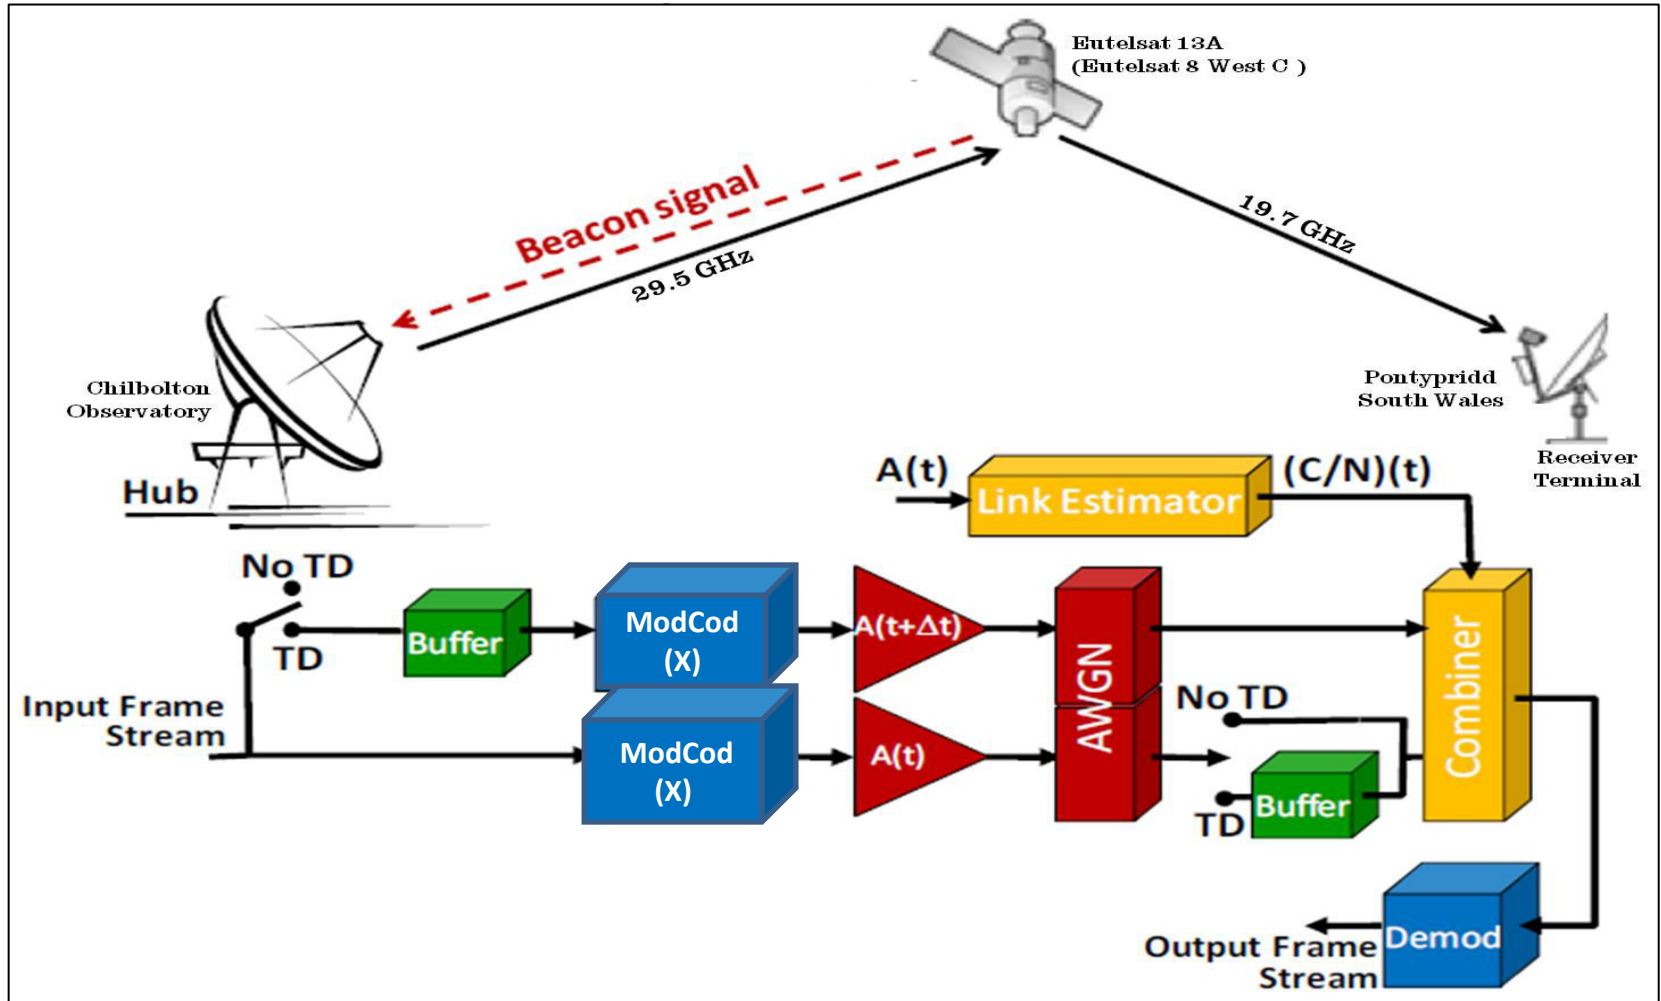 Eutelsat 13A
(Eutelsat 8 West C )
Beacon signal
29.5 GHz
19.7 GHz
Chilbolton
Observatory
Hub
Pontypridd
South Wales
Receiver
Terminal
A(t)
Link Estimator
(C/N)(t)
No TD
TD
Buffer
ModCod
(X)
A(t+Δt)
AWGN
Combiner
Input Frame
Stream
ModCod
(X)
A(t)
No TD
TD
Buffer
Demod
Output Frame
Stream